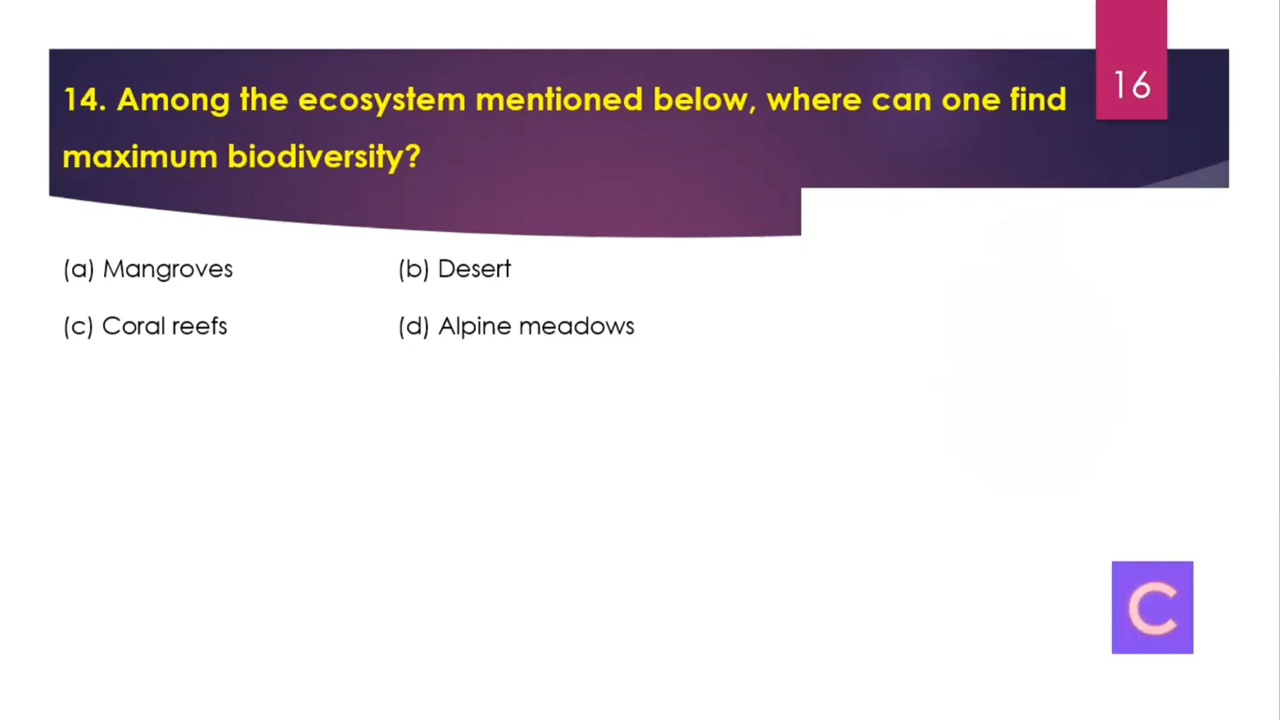 16
14. Among the ecosystem mentioned below, where can one find
maximum biodiversity?
(a) Mangroves (b) Desert
(c) Coral reefs (d) Alpine meadows
C